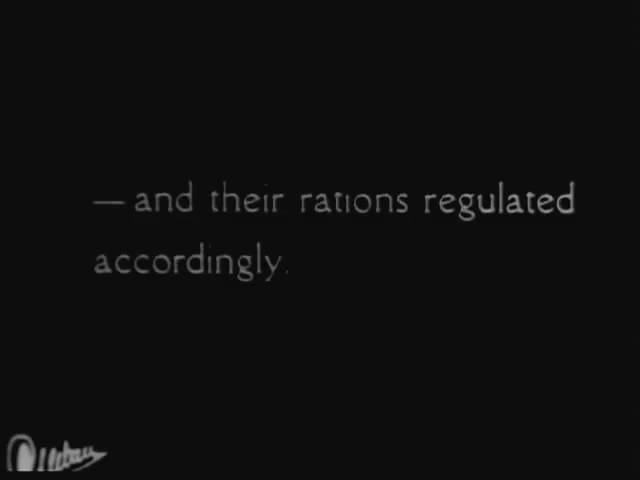 — and their rations regulated
accordingly.